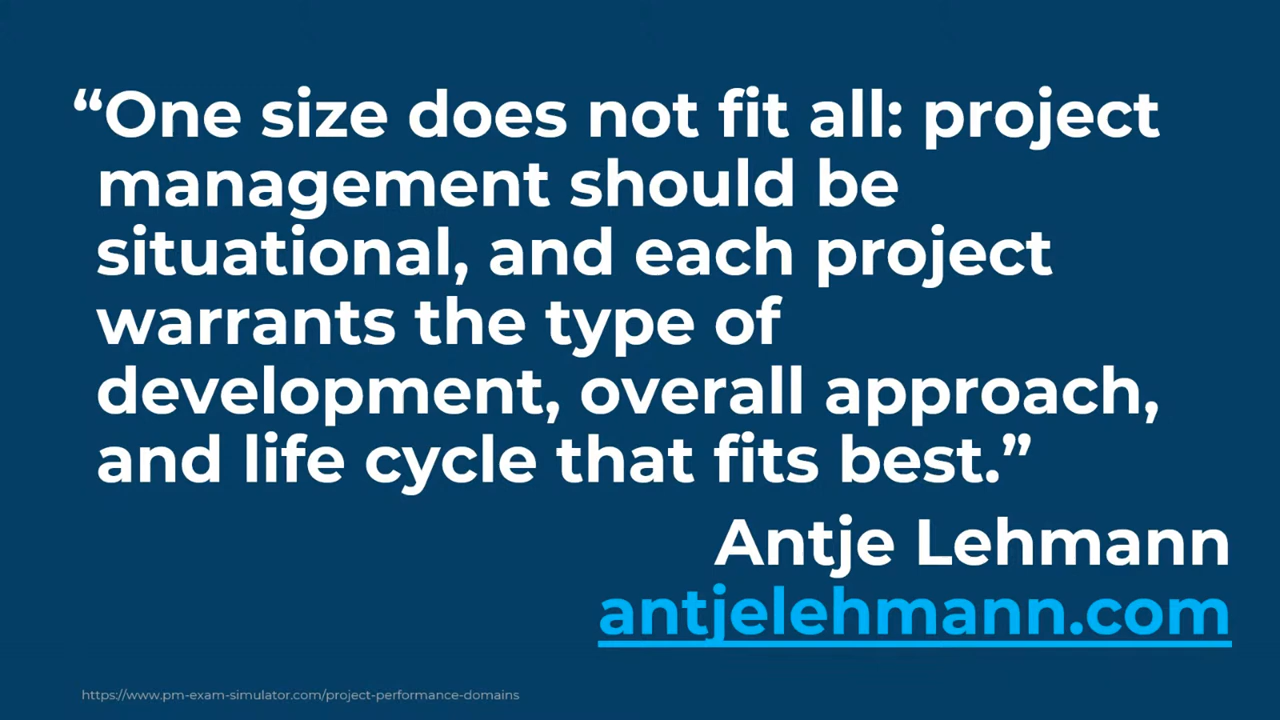 “One size does not fit all: project
management should be
situational, and each project
warrants the type of
development, overall approach,
and life cycle that fits best.”
Antje Lehmann
antjelehmann.com
https://www.pm-exam-simulator.com/project-performance-domains